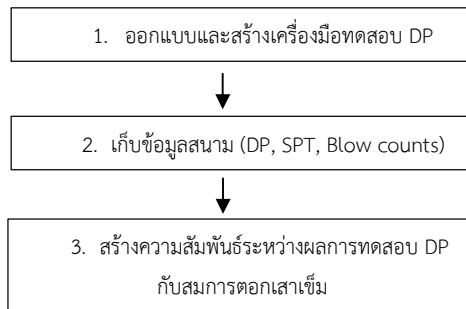 1. ออกแบบและสร้างเครื่องมือทดสอบ DP
2. เก็บข้อมูลสนาม (DP, SPT, Blow counts)
3. สร้างความสัมพันธ์ระหว่างผลการทดสอบ DP
กับสมการตอกเสาเข็ม